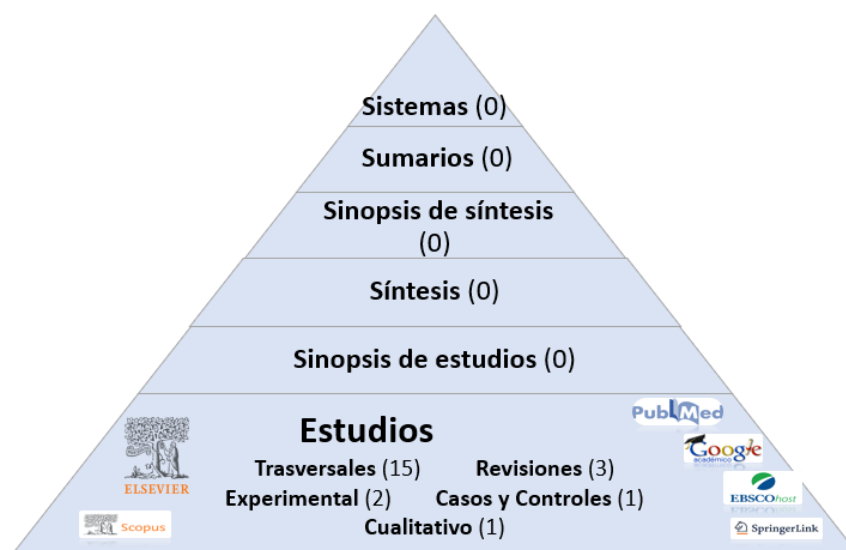 Sistemas (0)
Sumarios (0)
Sinopsis de síntesis
(0)
Síntesis (0)
Sinopsis de estudios (0)
Estudios
Trasversales (15) Revisiones (3)
Experimental (2) Casos y Controles (1)
Cualitativo (1)
ELSEVIER
Scopus
PubMed
Google
académico
EBSCOhost
SpringerLink